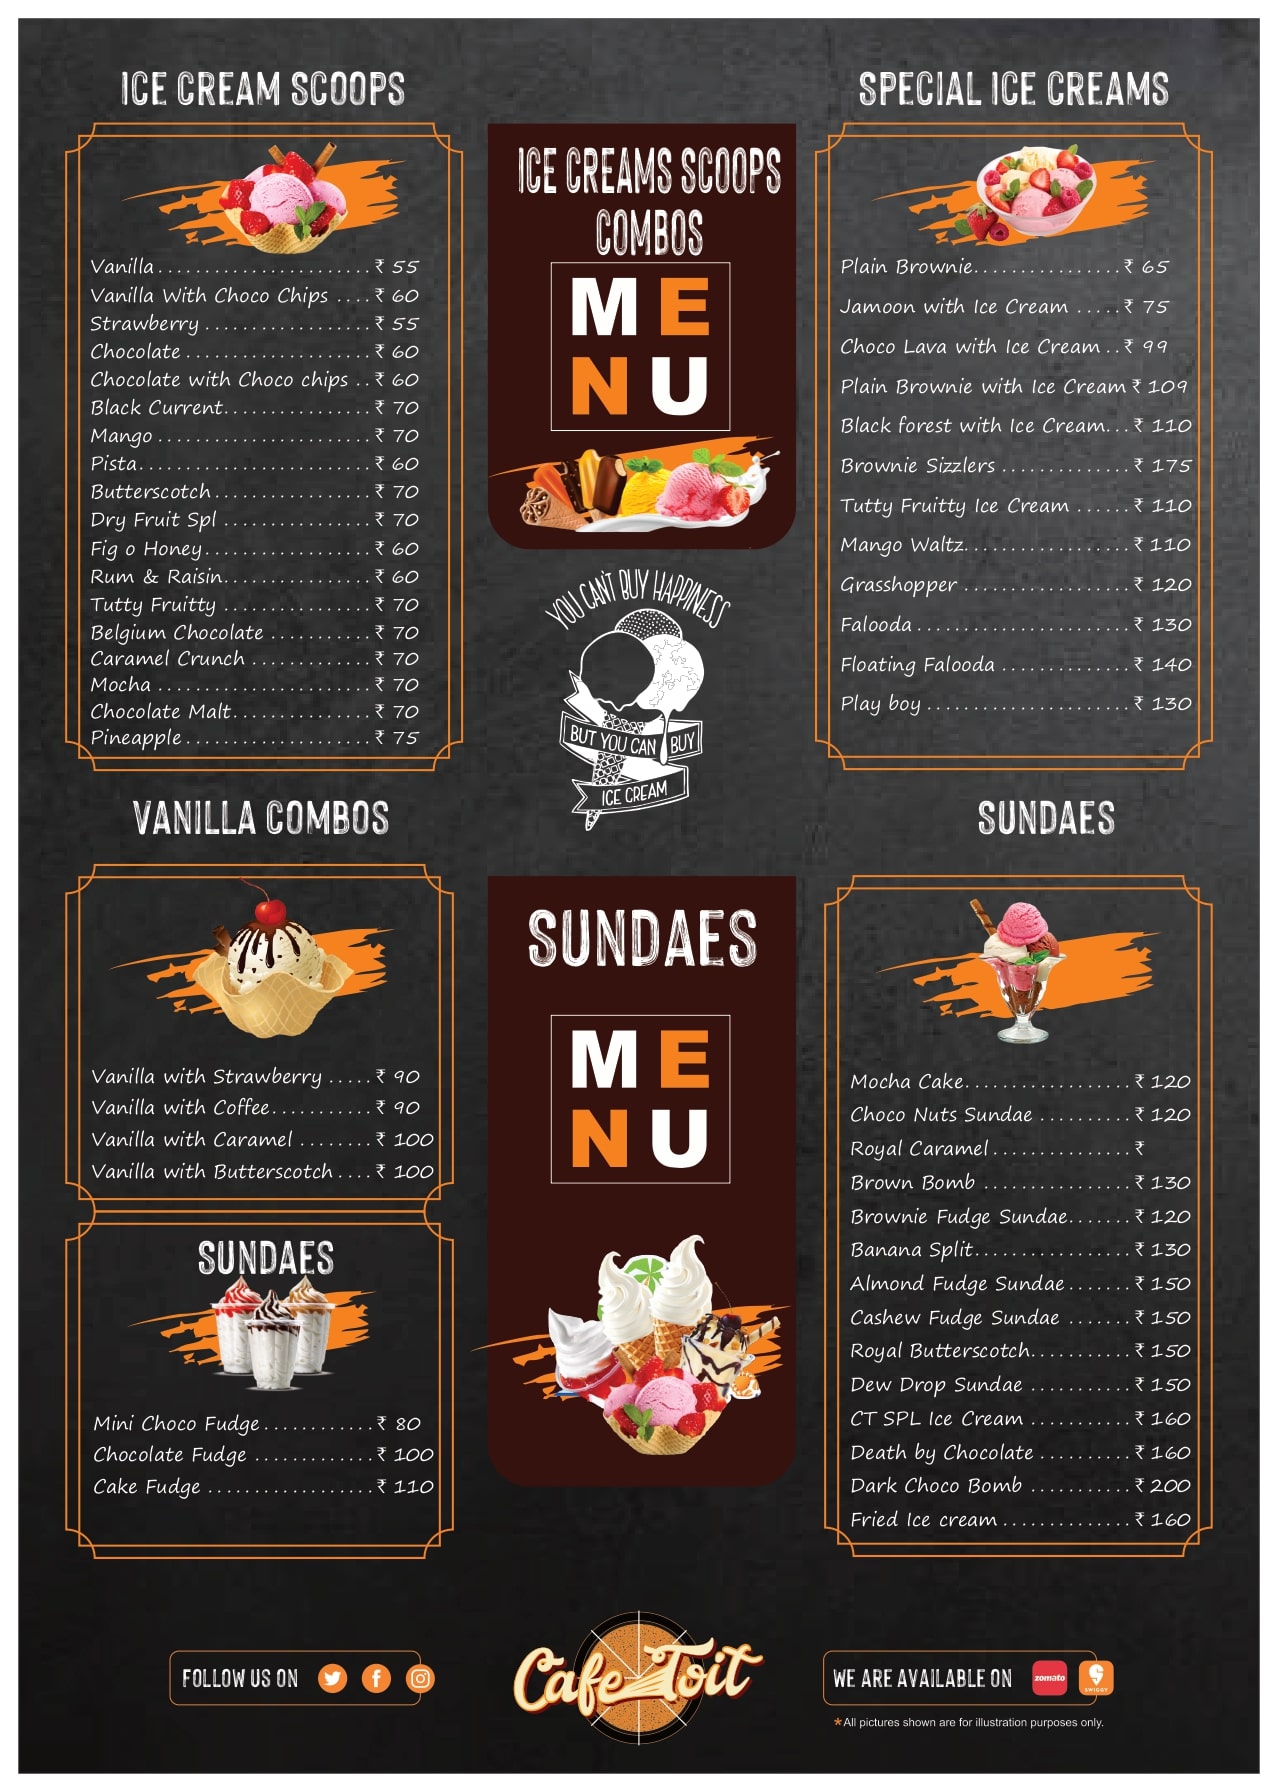 ICE CREAM SCOOPS
Vanilla ...................... ₹ 55
Vanilla With Choco Chips .... ₹ 60
Strawberry .................. ₹ 55
Chocolate .................... ₹ 60
Chocolate with Choco chips .. ₹ 60
Black Current................ ₹ 70
Mango ....................... ₹ 70
Pista......................... ₹ 60
Butterscotch................. ₹ 70
Dry Fruit Spl ................ ₹ 70
Fig o Honey.................. ₹ 60
Rum & Raisin................ ₹ 60
Tutty Fruitty ................ ₹ 70
Belgium Chocolate ........... ₹ 70
Caramel Crunch ............. ₹ 70
Mocha ....................... ₹ 70
Chocolate Malt............... ₹ 70
Pineapple .................... ₹ 75
VANILLA COMBOS
Vanilla with Strawberry ..... ₹ 90
Vanilla with Coffee........... ₹ 90
Vanilla with Caramel ........ ₹ 100
Vanilla with Butterscotch .... ₹ 100
SUNDAES
Mini Choco Fudge............ ₹ 80
Chocolate Fudge ............. ₹ 100
Cake Fudge .................. ₹ 110
ICE CREAMS SCOOPS
COMBOS
M E
N U
YOU CAN'T BUY HAPPINESS
BUT YOU CAN BUY
ICE CREAM
SUNDAES
M E
N U
SPECIAL ICE CREAMS
Plain Brownie................ ₹ 65
Jamoon with Ice Cream ..... ₹ 75
Choco Lava with Ice Cream .. ₹ 99
Plain Brownie with Ice Cream ₹ 109
Black forest with Ice Cream... ₹ 110
Brownie Sizzlers .............. ₹ 175
Tutty Fruitty Ice Cream ...... ₹ 110
Mango Waltz.................. ₹ 110
Grasshopper .................. ₹ 120
Falooda ....................... ₹ 130
Floating Falooda .............. ₹ 140
Play boy ...................... ₹ 130
SUNDAES
Mocha Cake.................. ₹ 120
Choco Nuts Sundae .......... ₹ 120
Royal Caramel ............... ₹
Brown Bomb ................ ₹ 130
Brownie Fudge Sundae....... ₹ 120
Banana Split................. ₹ 130
Almond Fudge Sundae ....... ₹ 150
Cashew Fudge Sundae ....... ₹ 150
Royal Butterscotch........... ₹ 150
Dew Drop Sundae ........... ₹ 150
CT SPL Ice Cream ........... ₹ 160
Death by Chocolate .......... ₹ 160
Dark Choco Bomb ........... ₹ 200
Fried Ice cream .............. ₹ 160
FOLLOW US ON
Cafe Toit
WE ARE AVAILABLE ON zomato SWIGGY
*All pictures shown are for illustration purposes only.